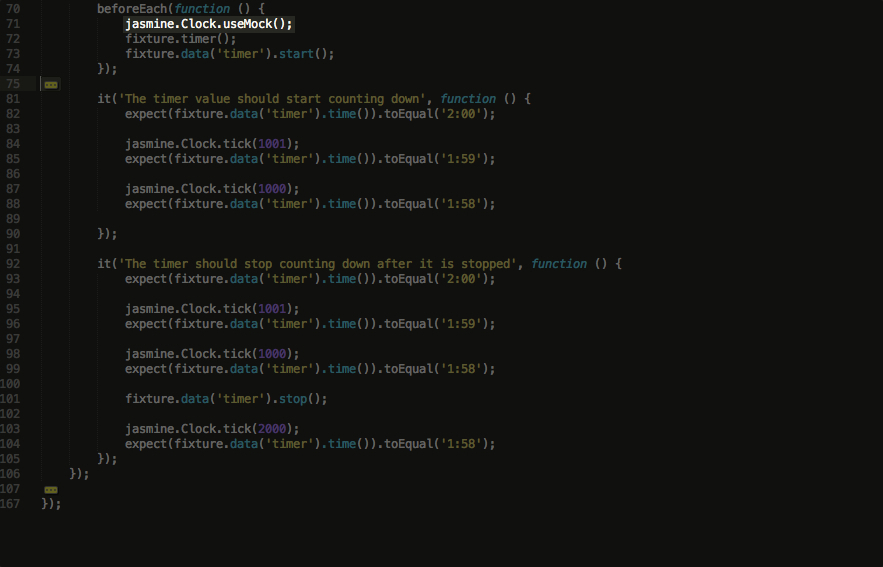 70 beforeEach(function () {
71 jasmine.Clock.useMock();
72 fixture.timer();
73 fixture.data('timer').start();
74 });
75
81 it('The timer value should start counting down', function () {
82 expect(fixture.data('timer').time()).toEqual('2:00');
83
84 jasmine.Clock.tick(1001);
85 expect(fixture.data('timer').time()).toEqual('1:59');
86
87 jasmine.Clock.tick(1000);
88 expect(fixture.data('timer').time()).toEqual('1:58');
89
90 });
91
92 it('The timer should stop counting down after it is stopped', function () {
93 expect(fixture.data('timer').time()).toEqual('2:00');
94
95 jasmine.Clock.tick(1001);
96 expect(fixture.data('timer').time()).toEqual('1:59');
97
98 jasmine.Clock.tick(1000);
99 expect(fixture.data('timer').time()).toEqual('1:58');
100
101 fixture.data('timer').stop();
102
103 jasmine.Clock.tick(2000);
104 expect(fixture.data('timer').time()).toEqual('1:58');
105 });
106 });
107
167 });